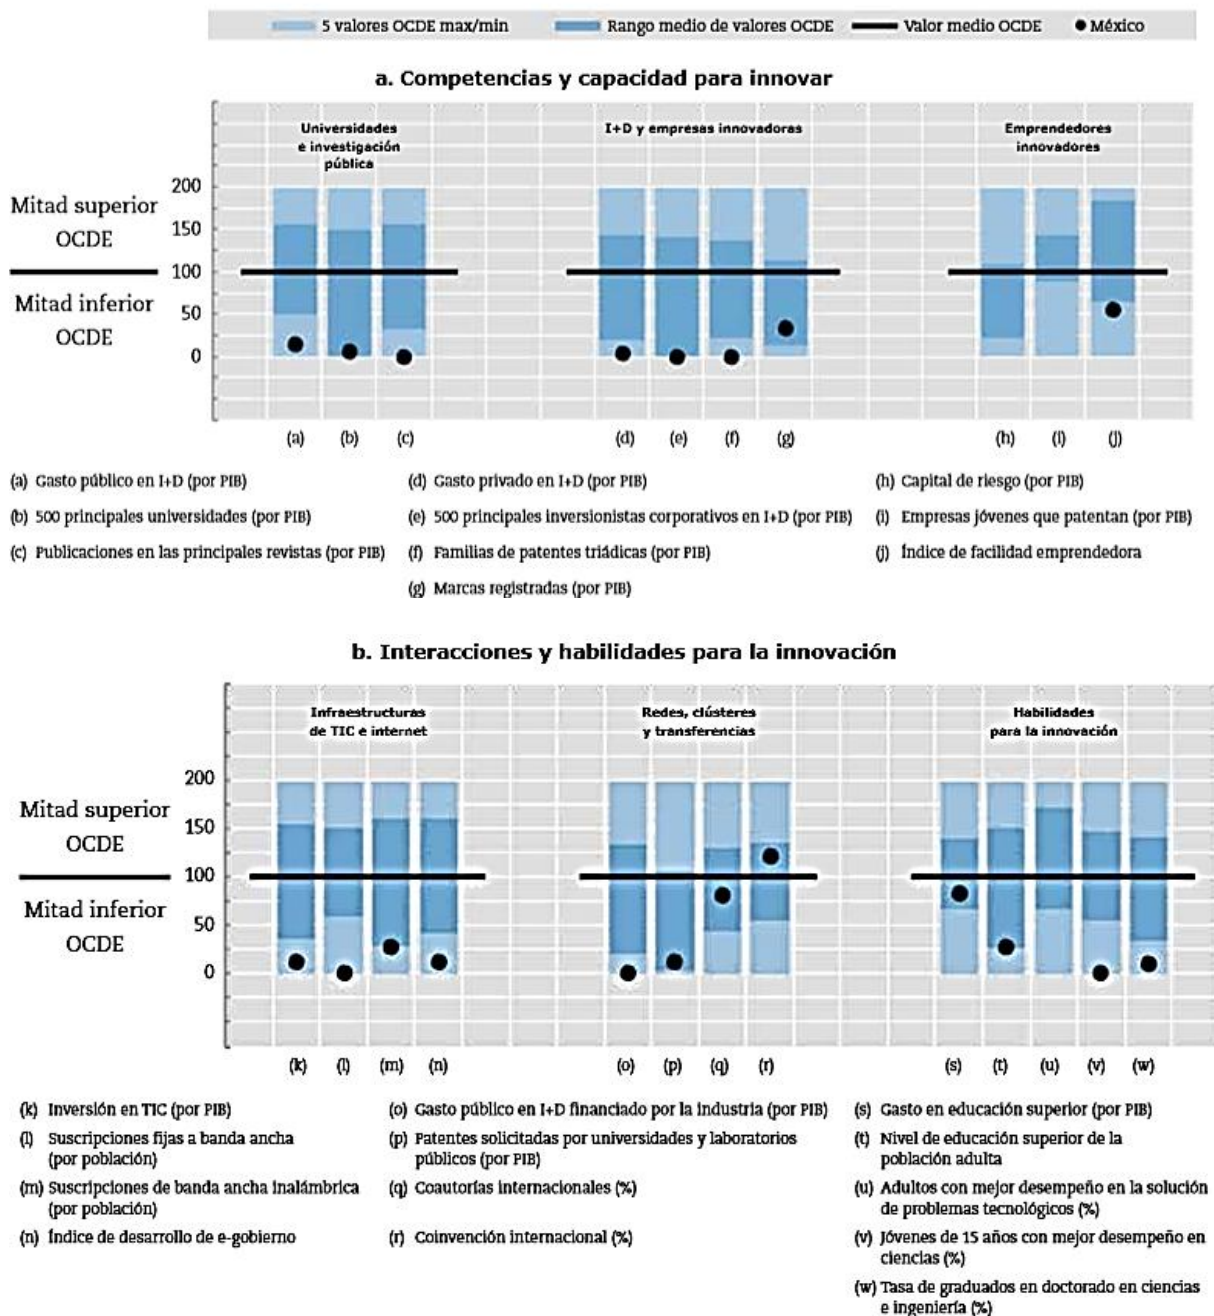 5 valores OCDE max/min Rango medio de valores OCDE Valor medio OCDE México
a. Competencias y capacidad para innovar
Universidades
e investigación
pública
I+D y empresas innovadoras
Emprendedores
innovadores
Mitad superior
OCDE
Mitad inferior
OCDE
200
150
100
50
0
(a) (b) (c) (d) (e) (f) (g) (h) (i) (j)
(a) Gasto público en I+D (por PIB)
(b) 500 principales universidades (por PIB)
(c) Publicaciones en las principales revistas (por PIB)
(d) Gasto privado en I+D (por PIB)
(e) 500 principales inversionistas corporativos en I+D (por PIB)
(f) Familias de patentes triádicas (por PIB)
(g) Marcas registradas (por PIB)
(h) Capital de riesgo (por PIB)
(i) Empresas jóvenes que patentan (por PIB)
(j) Índice de facilidad emprendedora
b. Interacciones y habilidades para la innovación
Infraestructuras
de TIC e internet
Redes, clústeres
y transferencias
Habilidades
para la innovación
Mitad superior
OCDE
Mitad inferior
OCDE
200
150
100
50
0
(k) (l) (m) (n) (o) (p) (q) (r) (s) (t) (u) (v) (w)
(k) Inversión en TIC (por PIB)
(l) Suscripciones fijas a banda ancha
(por población)
(m) Suscripciones de banda ancha inalámbrica
(por población)
(n) Índice de desarrollo de e-gobierno
(o) Gasto público en I+D financiado por la industria (por PIB)
(p) Patentes solicitadas por universidades y laboratorios
públicos (por PIB)
(q) Coautorías internacionales (%)
(r) Coinvención internacional (%)
(s) Gasto en educación superior (por PIB)
(t) Nivel de educación superior de la
población adulta
(u) Adultos con mejor desempeño en la solución
de problemas tecnológicos (%)
(v) Jóvenes de 15 años con mejor desempeño en
ciencias (%)
(w) Tasa de graduados en doctorado en ciencias
e ingeniería (%)